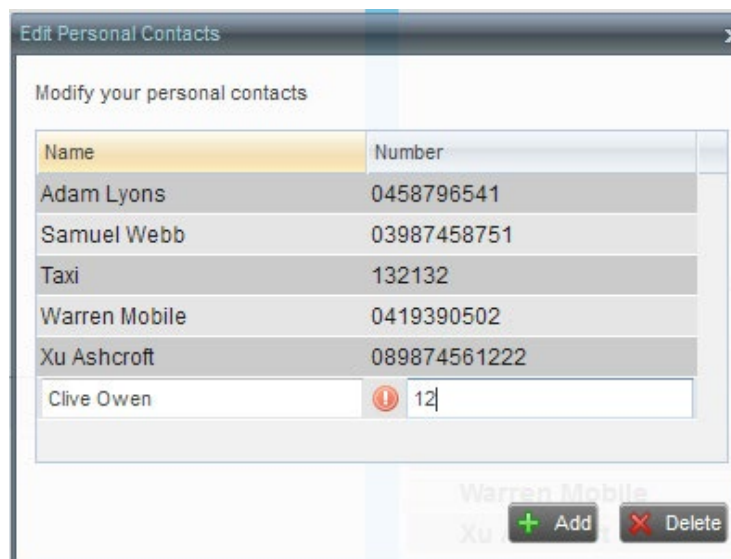 Edit Personal Contacts
Modify your personal contacts
Name Number
Adam Lyons 0458796541
Samuel Webb 03987458751
Taxi 132132
Warren Mobile 0419390502
Xu Ashcroft 089874561222
Clive Owen 12
Warren Mobile
Xu
Add Delete